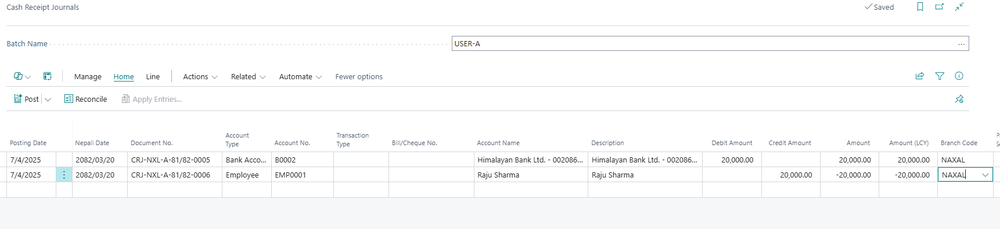 Cash Receipt Journals
Saved
Batch Name
USER-A
Manage Home Line Actions Related Automate Fewer options
Post Reconcile Apply Entries...
Posting Date Nepali Date Document No. Account Type Account No. Transaction Type Bill/Cheque No. Account Name Description Debit Amount Credit Amount Amount Amount (LCY) Branch Code
7/4/2025 2082/03/20 CRJ-NXL-A-81/82-0005 Bank Acco... B0002 Himalayan Bank Ltd. - 002086... Himalayan Bank Ltd. - 002086... 20,000.00 20,000.00 20,000.00 NAXAL
7/4/2025 2082/03/20 CRJ-NXL-A-81/82-0006 Employee EMP0001 Raju Sharma Raju Sharma 20,000.00 -20,000.00 -20,000.00 NAXAL